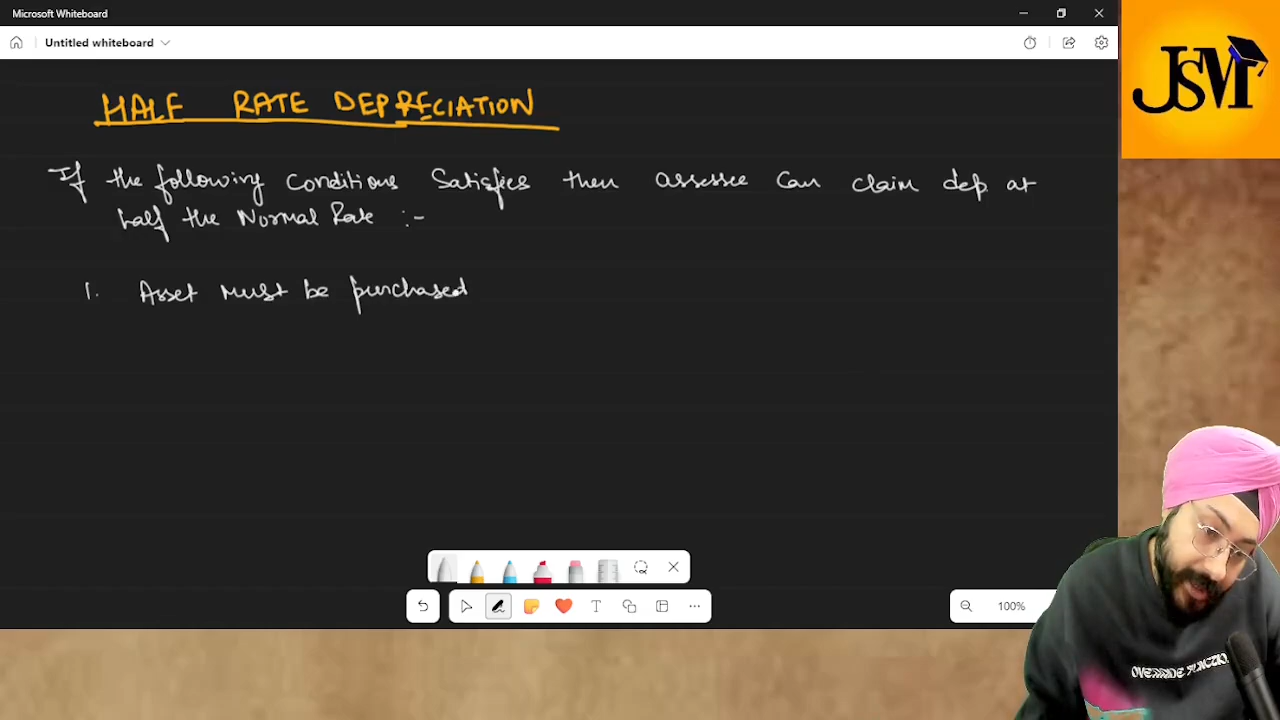 Microsoft Whiteboard
Untitled whiteboard
JSM
HALF RATE DEPRECIATION
If the following Conditions Satisfies then assessee Can claim dep at
half the Normal Rate :-
1. Asset must be purchased
T
100%
OVERRIDE